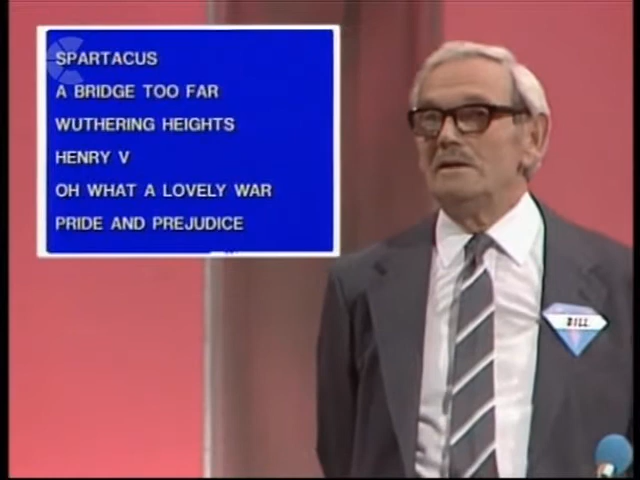 SPARTACUS
A BRIDGE TOO FAR
WUTHERING HEIGHTS
HENRY V
OH WHAT A LOVELY WAR
PRIDE AND PREJUDICE
BILL